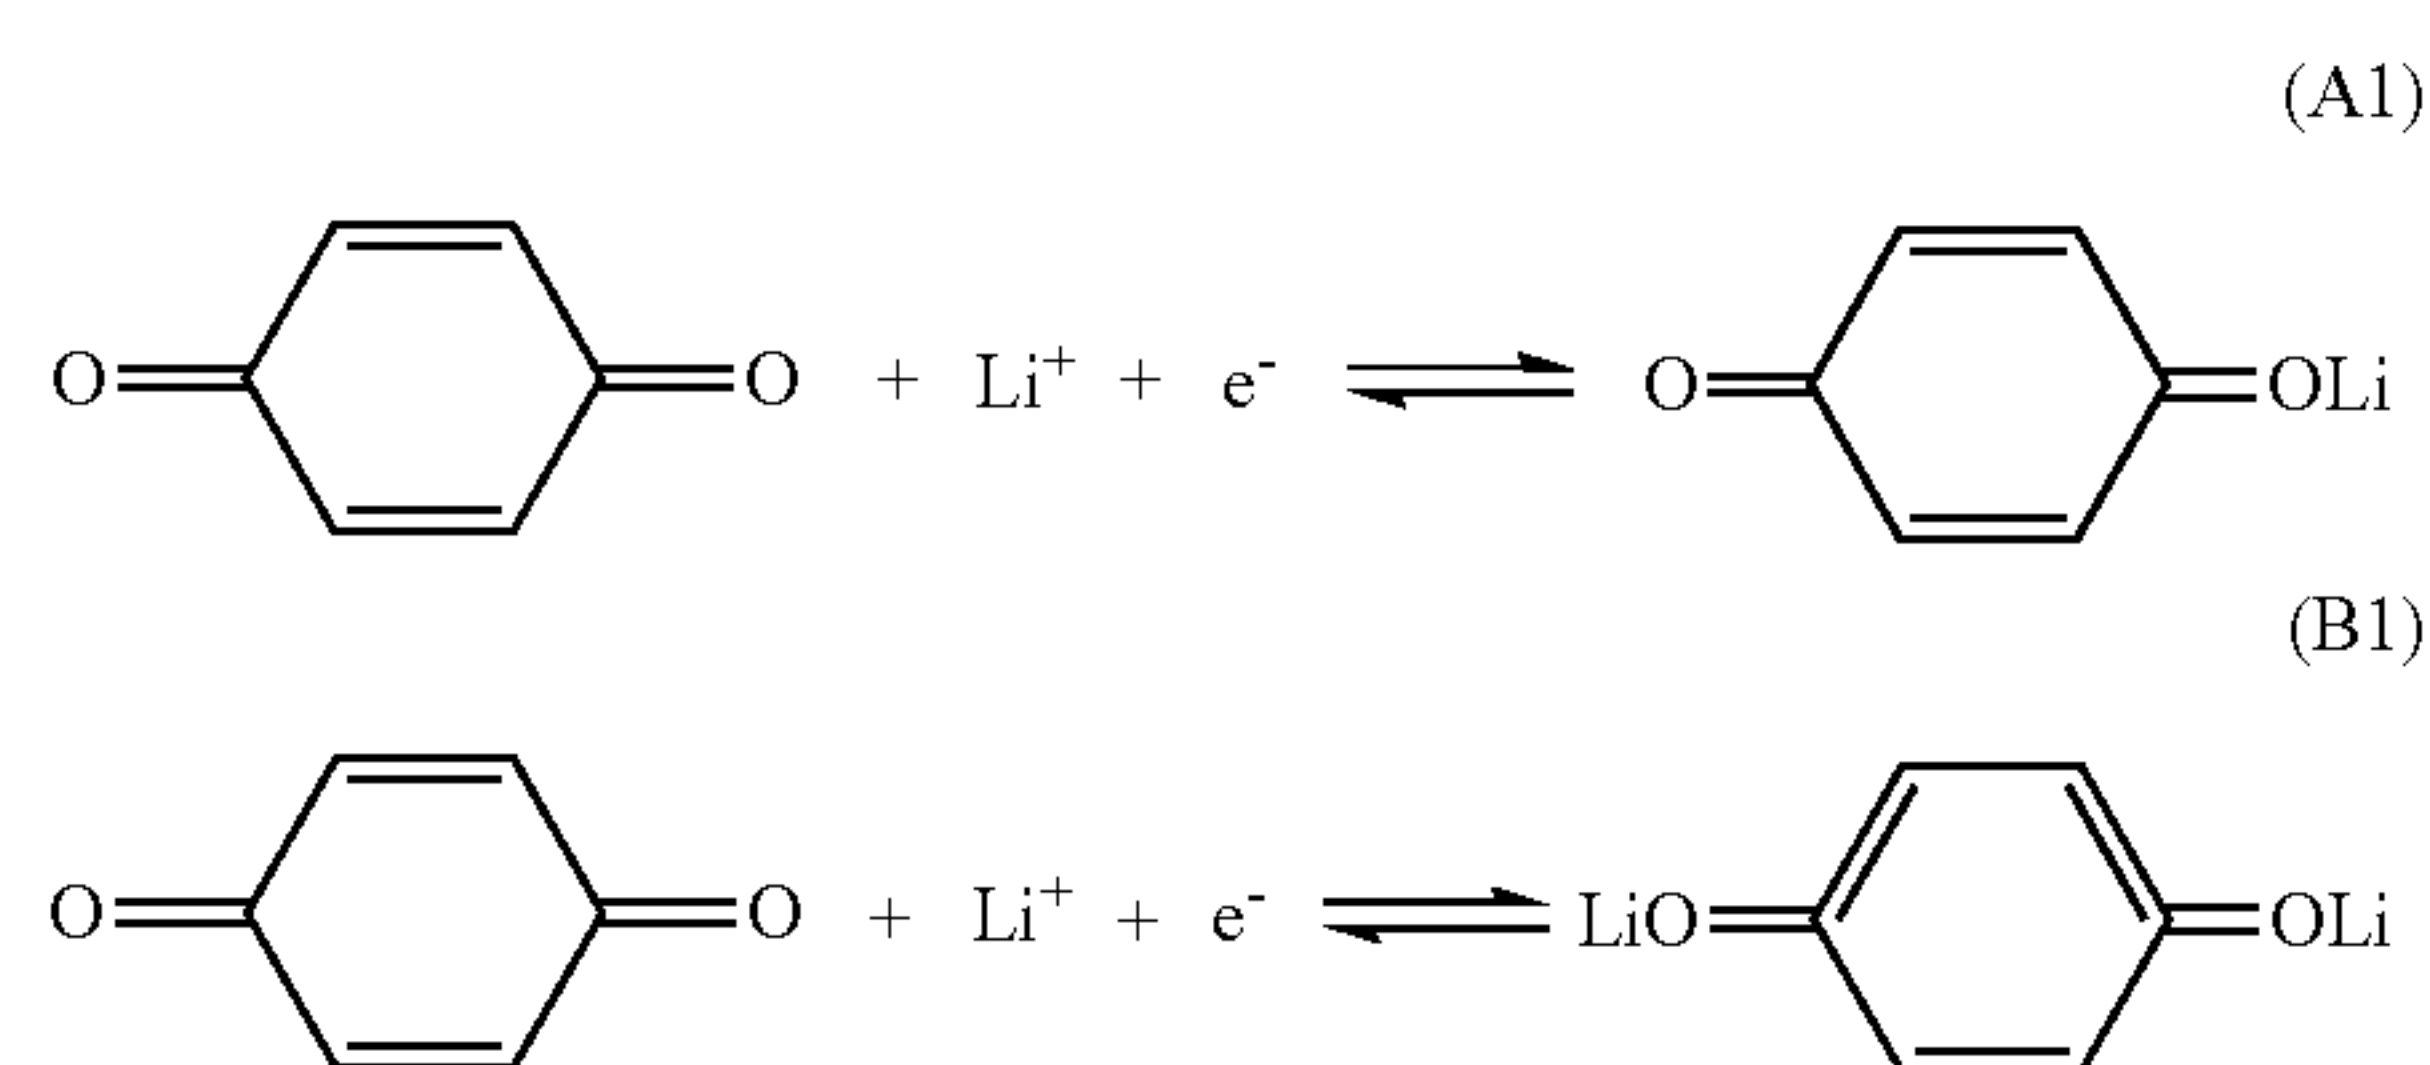 (A1)
O O + Li⁺ + e⁻ O OLi
(B1)
O O + Li⁺ + e⁻ LiO OLi